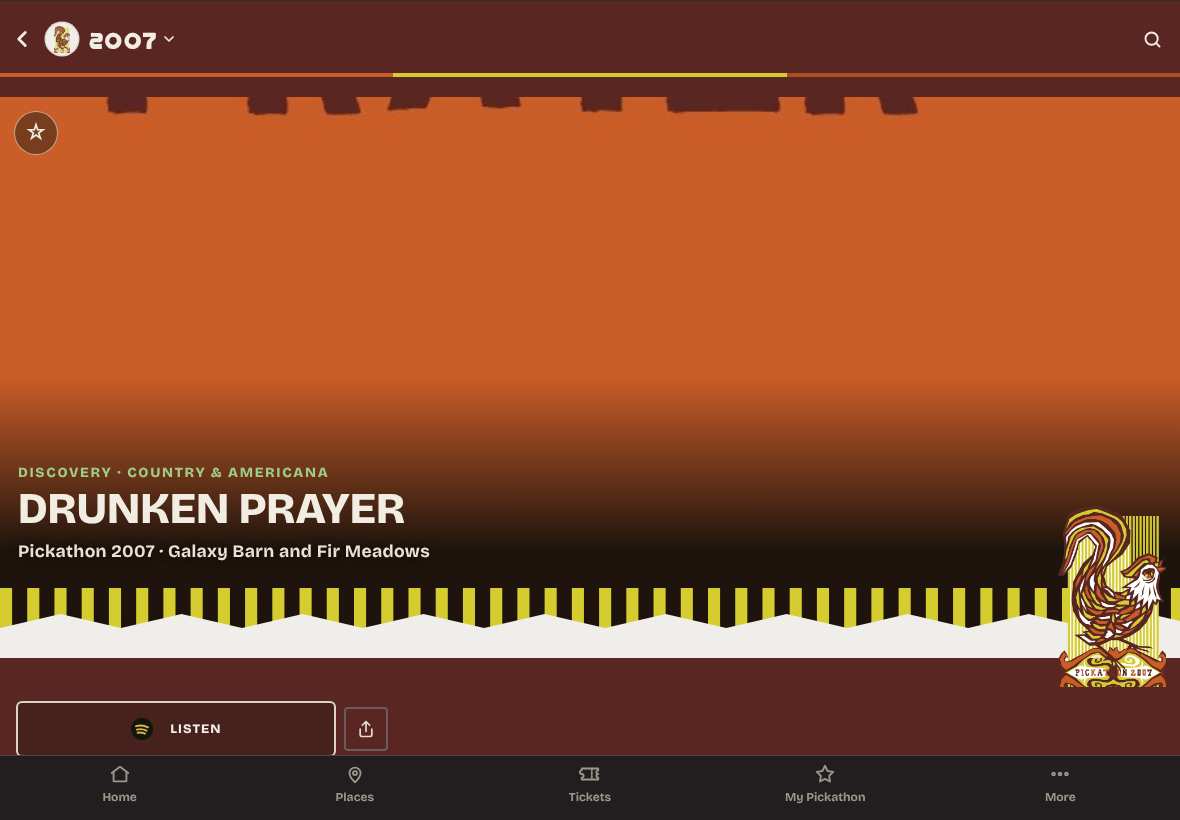 2007
DISCOVERY · COUNTRY & AMERICANA
DRUNKEN PRAYER
Pickathon 2007 · Galaxy Barn and Fir Meadows
LISTEN
Home
Places
Tickets
My Pickathon
More